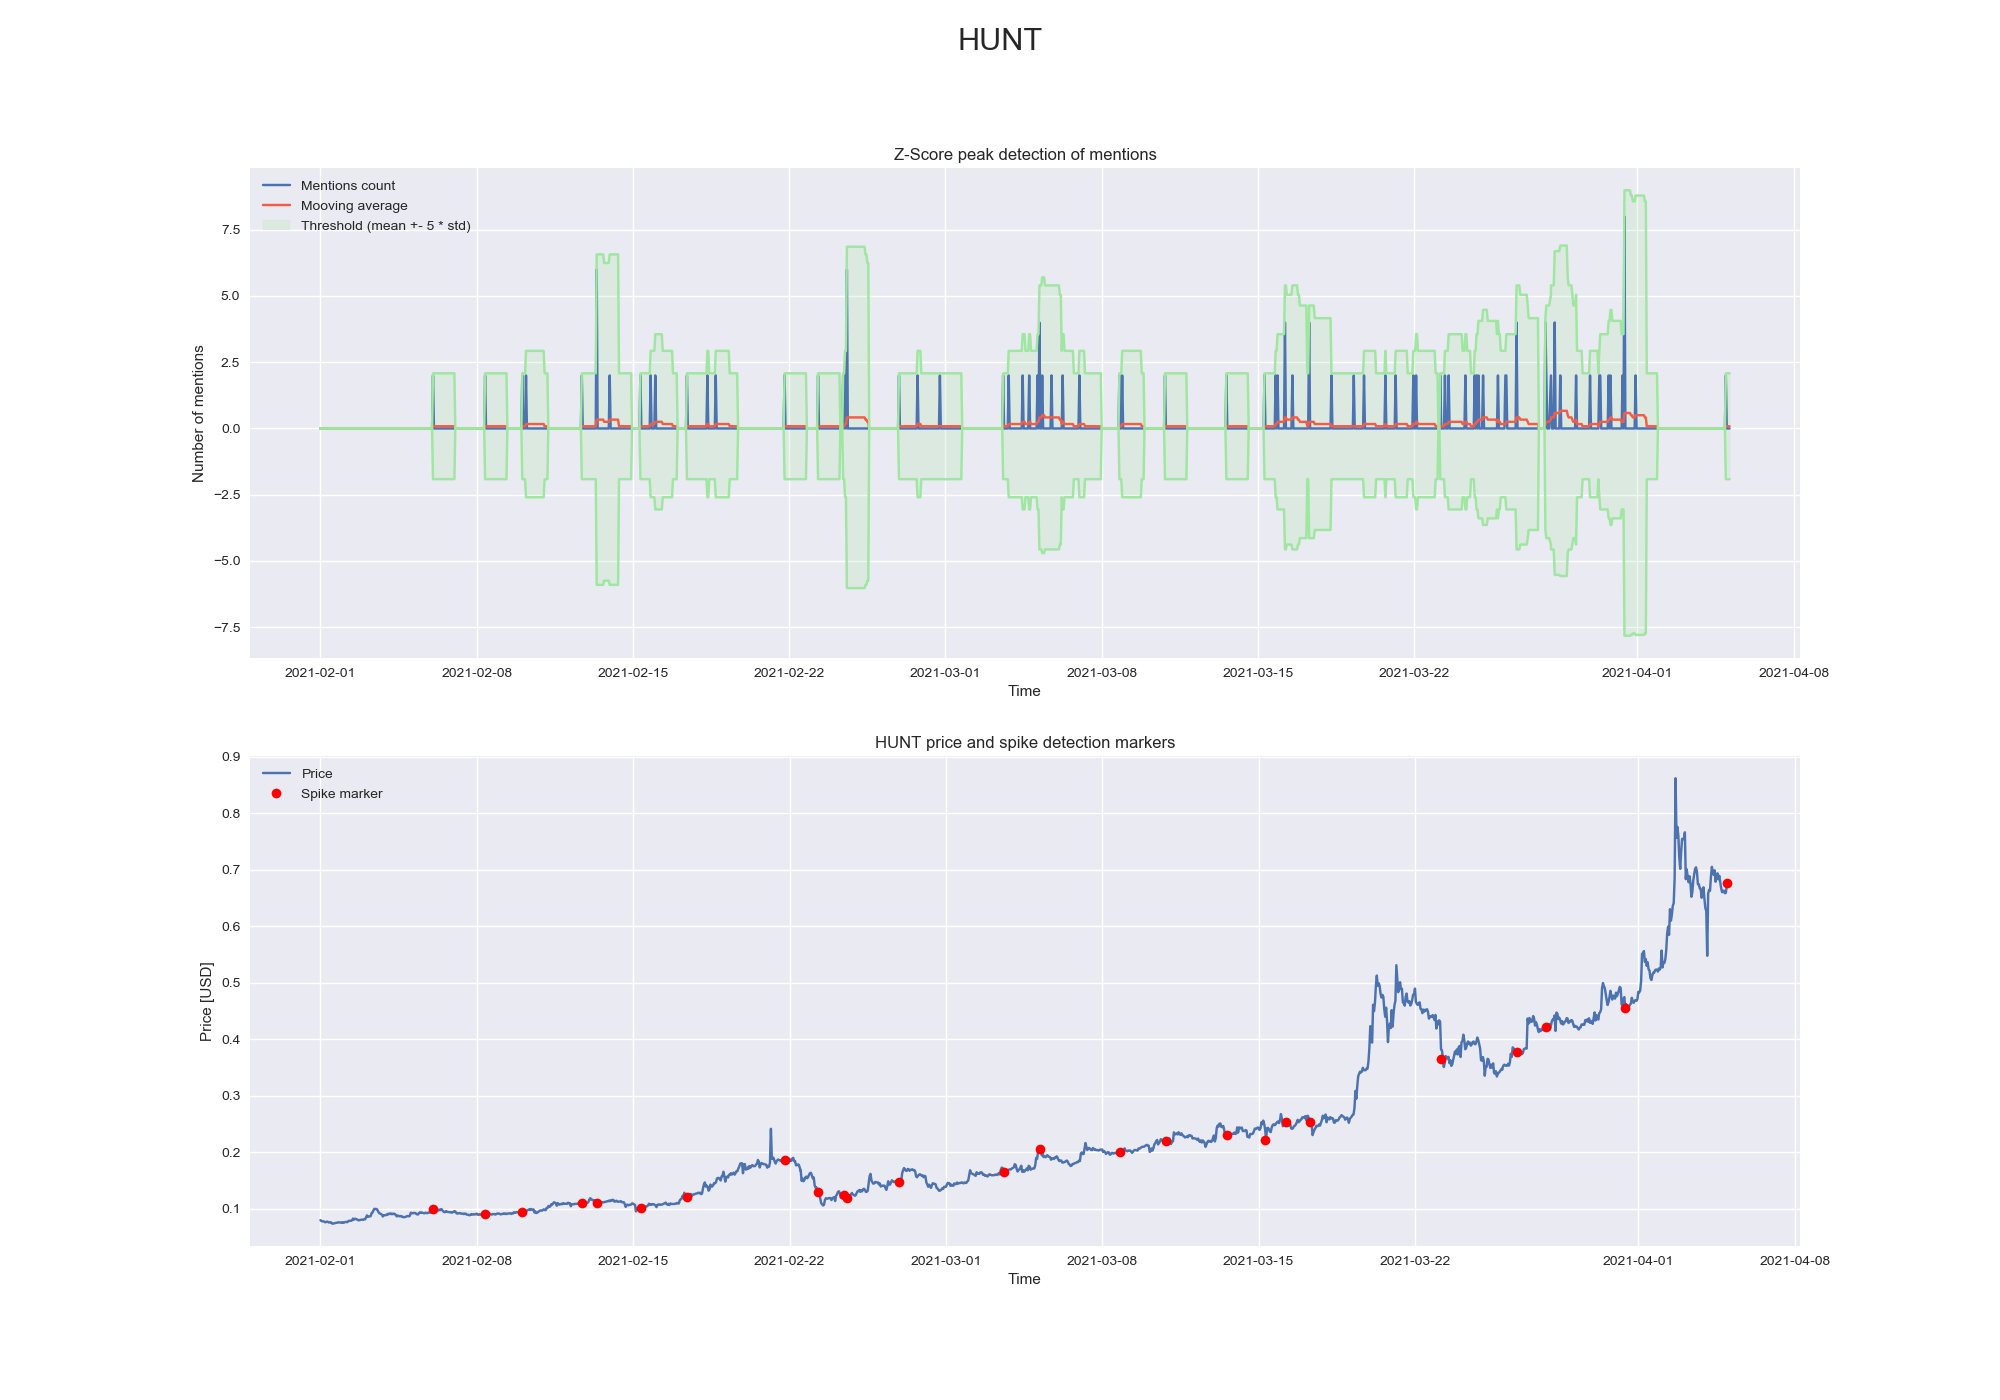 HUNT
Z-Score peak detection of mentions
Mentions count
Mooving average
Threshold (mean +- 5 * std)
Number of mentions
7.5
5.0
2.5
0.0
−2.5
−5.0
−7.5
2021-02-01 2021-02-08 2021-02-15 2021-02-22 2021-03-01 2021-03-08 2021-03-15 2021-03-22 2021-04-01 2021-04-08
Time
HUNT price and spike detection markers
Price
Spike marker
Price [USD]
0.9
0.8
0.7
0.6
0.5
0.4
0.3
0.2
0.1
2021-02-01 2021-02-08 2021-02-15 2021-02-22 2021-03-01 2021-03-08 2021-03-15 2021-03-22 2021-04-01 2021-04-08
Time